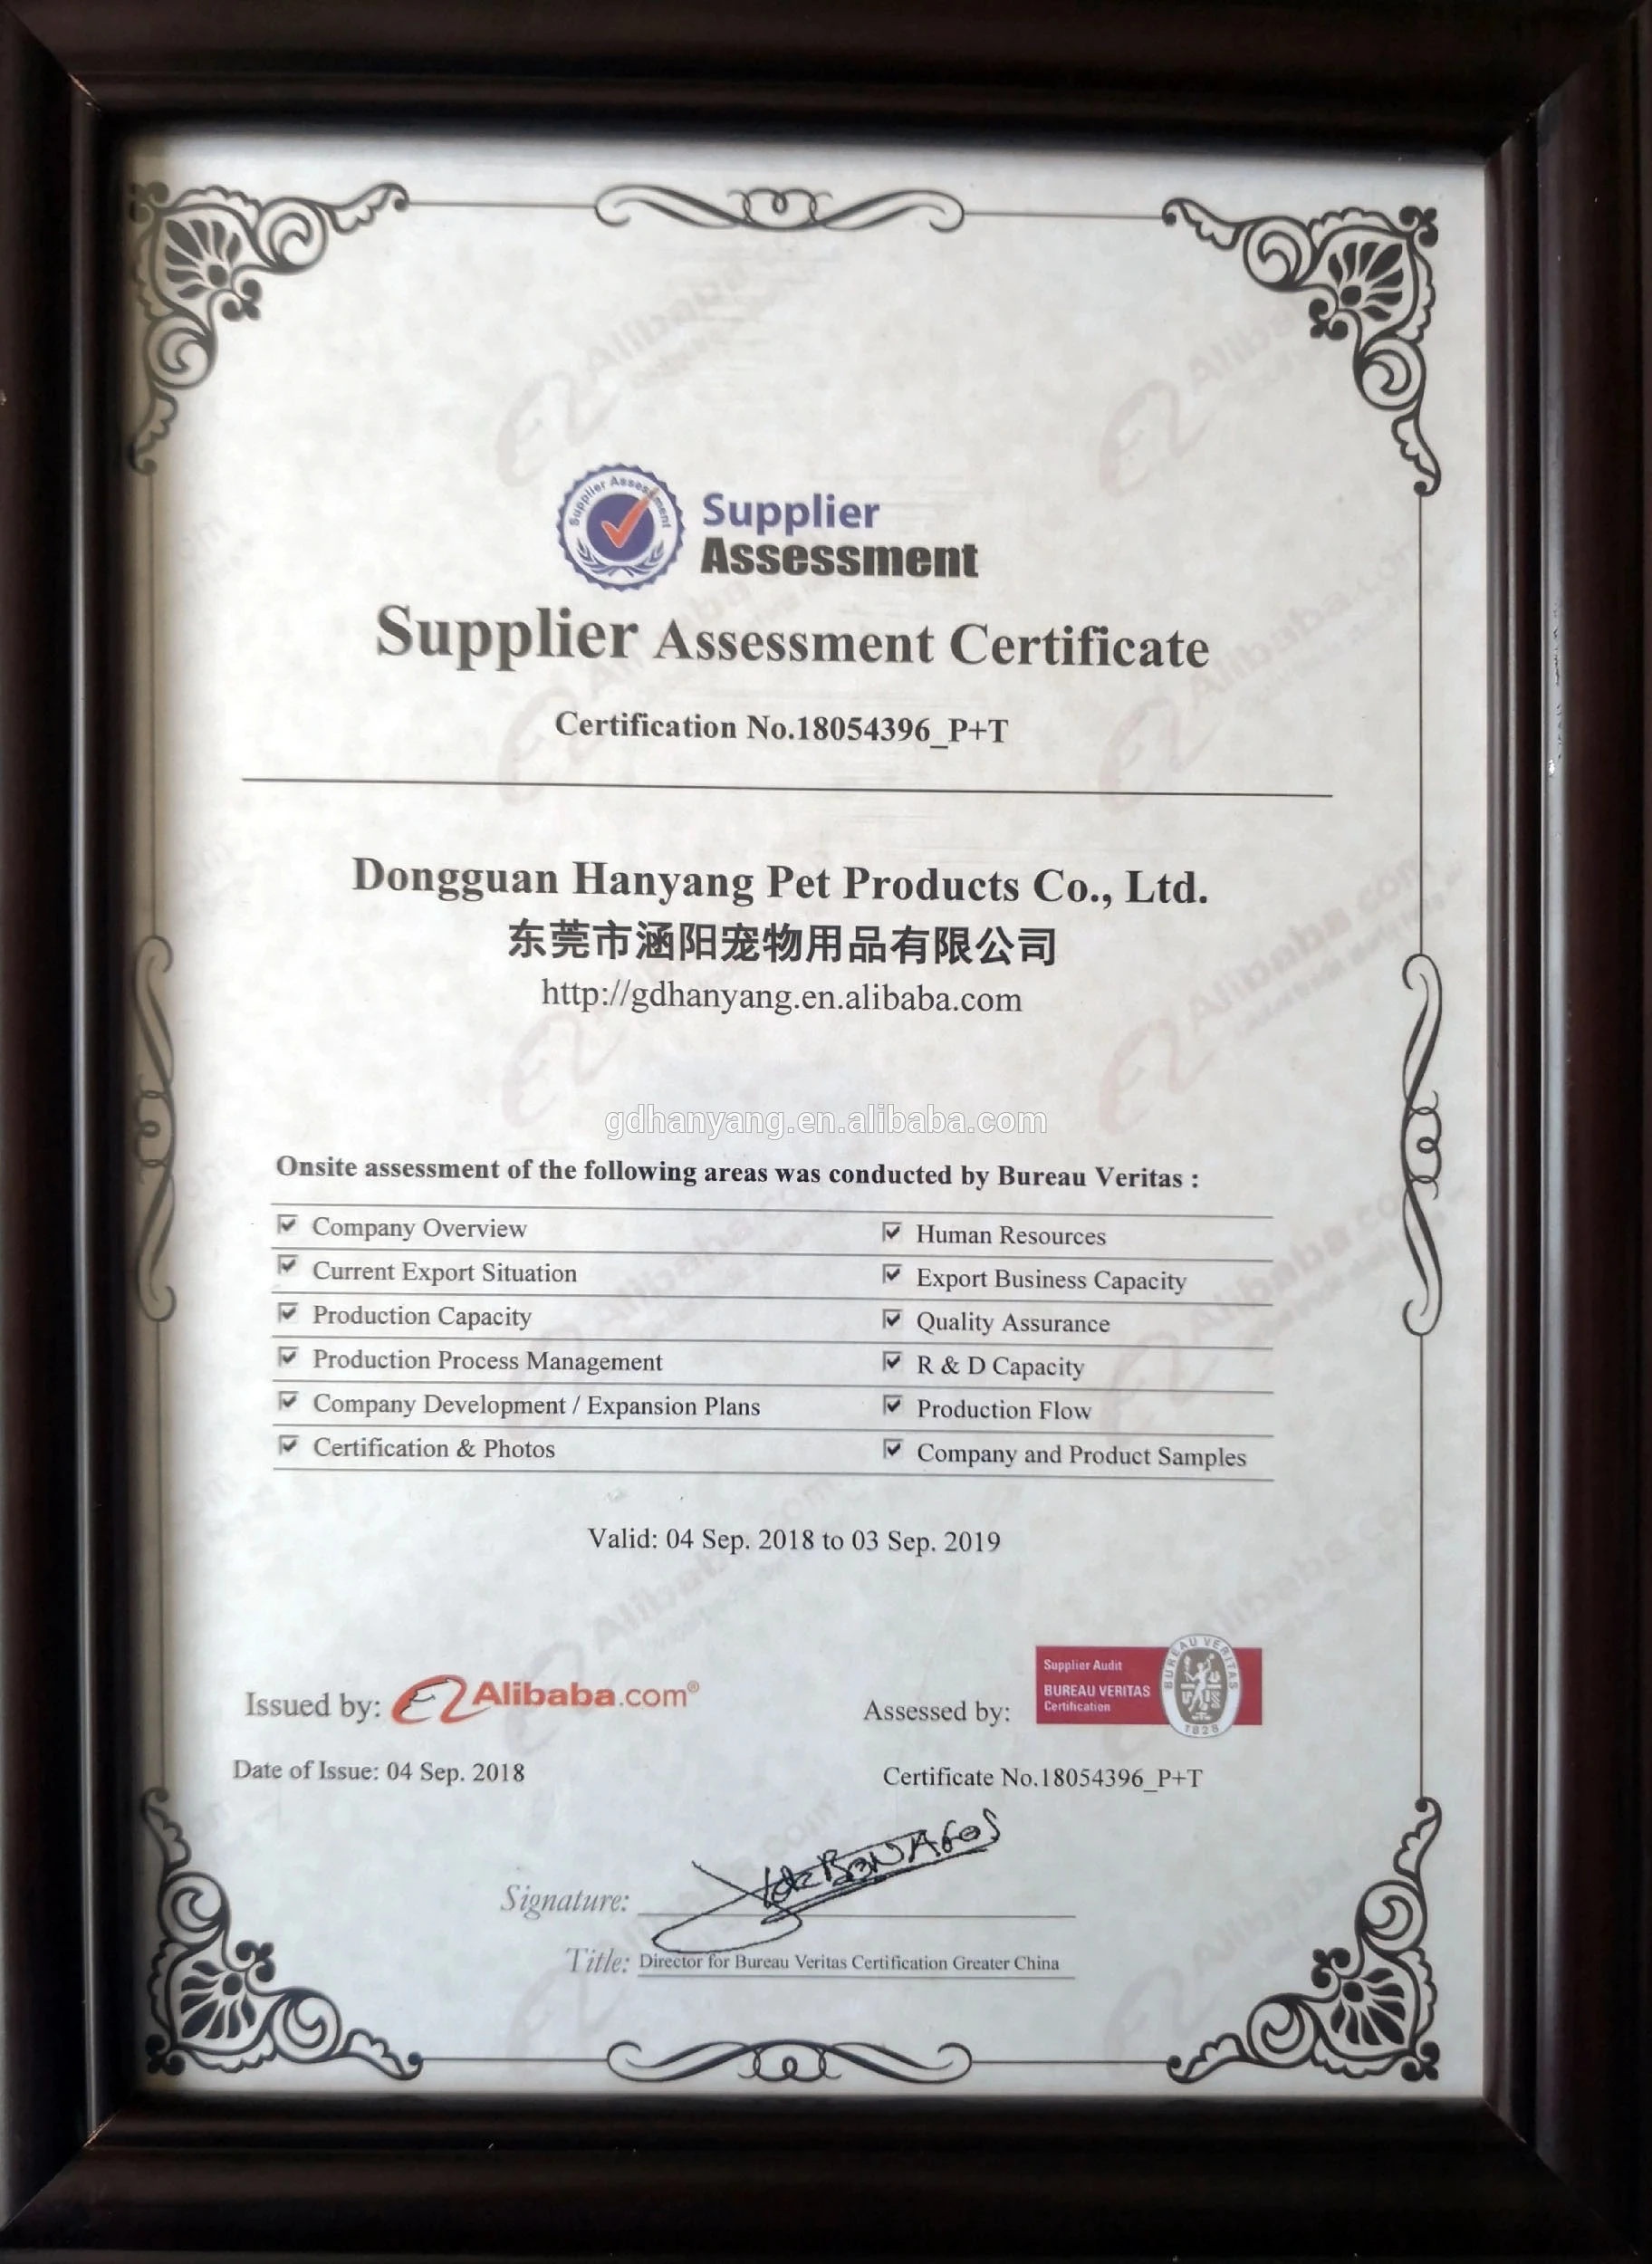 Supplier Assessment
Supplier
Assessment
Supplier Assessment Certificate
Certification No.18054396_P+T
Dongguan Hanyang Pet Products Co., Ltd.
东莞市涵阳宠物用品有限公司
http://gdhanyang.en.alibaba.com
gdhanyang.en.alibaba.com
Onsite assessment of the following areas was conducted by Bureau Veritas :
Company Overview Human Resources
Current Export Situation Export Business Capacity
Production Capacity Quality Assurance
Production Process Management R & D Capacity
Company Development / Expansion Plans Production Flow
Certification & Photos Company and Product Samples
Valid: 04 Sep. 2018 to 03 Sep. 2019
Issued by: Alibaba.com® Assessed by:
Supplier Audit
BUREAU VERITAS
Certification
BUREAU VERITAS
1828
Date of Issue: 04 Sep. 2018 Certificate No.18054396_P+T
Signature:
Title: Director for Bureau Veritas Certification Greater China